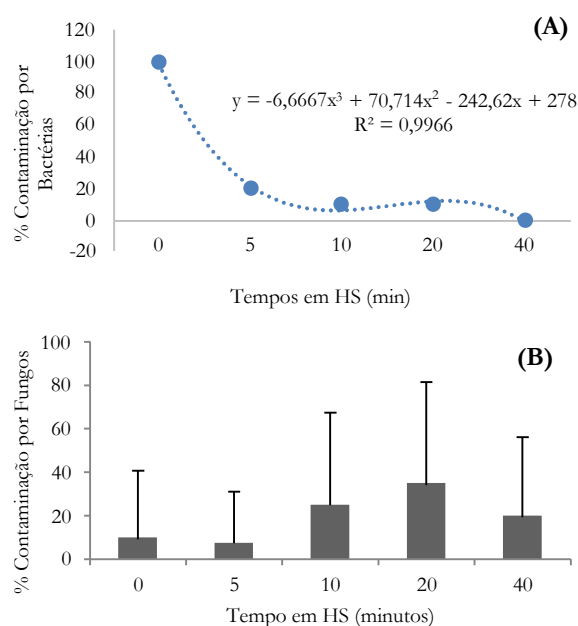 (A)
% Contaminação por
Bactérias
120
100
80
60
40
20
0
-20
y = -6,6667x³ + 70,714x² - 242,62x + 278
R² = 0,9966
0 5 10 20 40
Tempos em HS (min)
(B)
% Contaminação por Fungos
100
80
60
40
20
0
0 5 10 20 40
Tempo em HS (minutos)